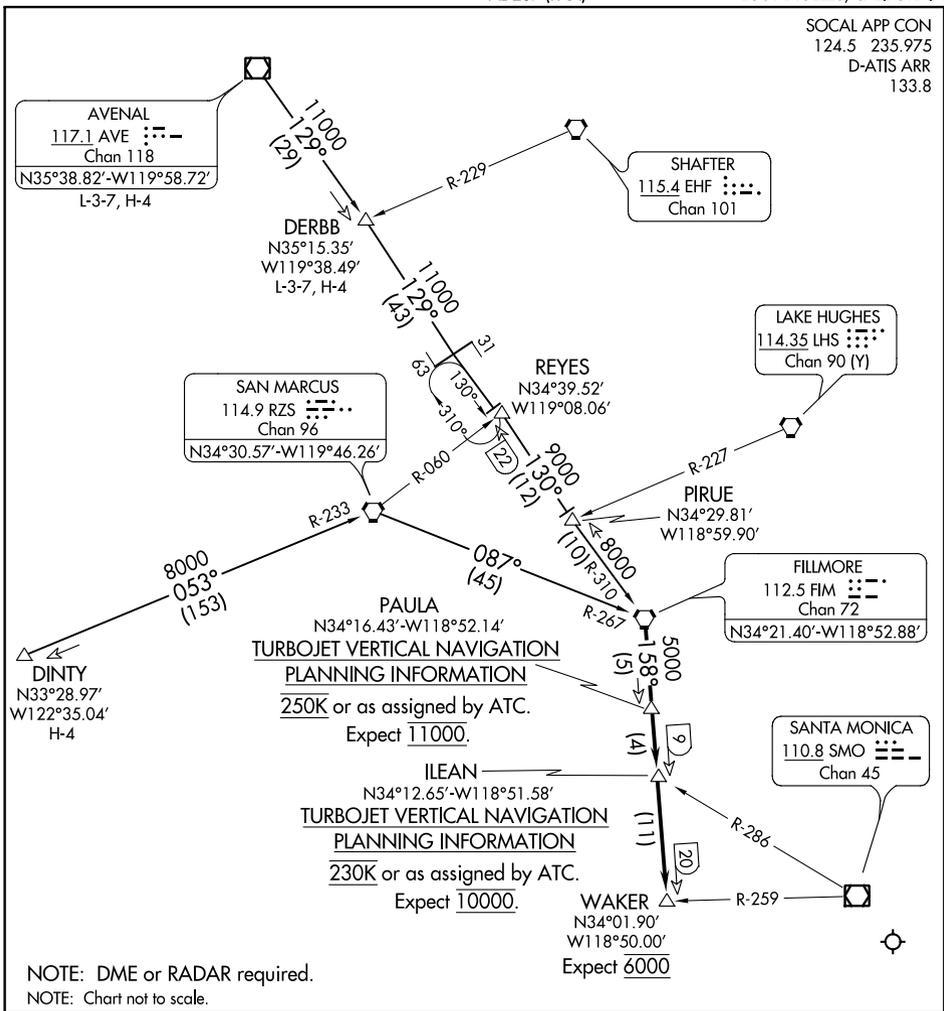 SOCAL APP CON
124.5 235.975
D-ATIS ARR
133.8
AVENAL
117.1 AVE
Chan 118
N35°38.82'-W119°58.72'
L-3-7, H-4
11000
129°
(29)
R-229
SHAFTER
115.4 EHF
Chan 101
DERBB
N35°15.35'
W119°38.49'
L-3-7, H-4
11000
129°
(43)
LAKE HUGHES
114.35 LHS
Chan 90 (Y)
31
63
130°
310°
REYES
N34°39.52'
W119°08.06'
SAN MARCUS
114.9 RZS
Chan 96
N34°30.57'-W119°46.26'
R-060
22
9000
130°
(12)
R-227
PIRUE
N34°29.81'
W118°59.90'
R-233
8000
053°
(153)
087°
(45)
8000
(10)
R-310
R-267
FILLMORE
112.5 FIM
Chan 72
N34°21.40'-W118°52.88'
DINTY
N33°28.97'
W122°35.04'
H-4
PAULA
N34°16.43'-W118°52.14'
TURBOJET VERTICAL NAVIGATION
PLANNING INFORMATION
250K or as assigned by ATC.
Expect 11000.
5000
158°
(5)
(4)
9
ILEAN
N34°12.65'-W118°51.58'
TURBOJET VERTICAL NAVIGATION
PLANNING INFORMATION
230K or as assigned by ATC.
Expect 10000.
(11)
20
SANTA MONICA
110.8 SMO
Chan 45
R-286
R-259
WAKER
N34°01.90'
W118°50.00'
Expect 6000
NOTE: DME or RADAR required.
NOTE: Chart not to scale.